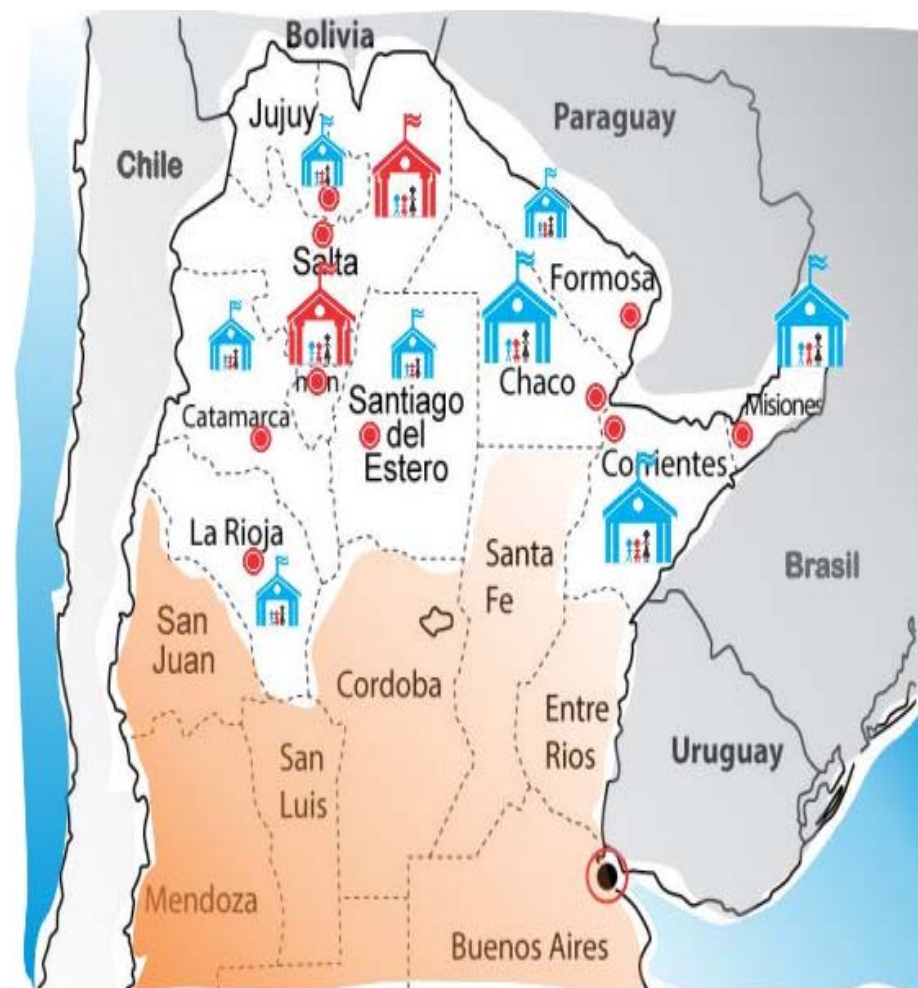 Bolivia
Jujuy
Paraguay
Chile
Salta
Formosa
Chaco
Misiones
Catamarca
Santiago
del
Estero
Corrientes
La Rioja
Santa
Fe
Brasil
San
Juan
Cordoba
Entre
Rios
San
Luis
Uruguay
Mendoza
Buenos Aires